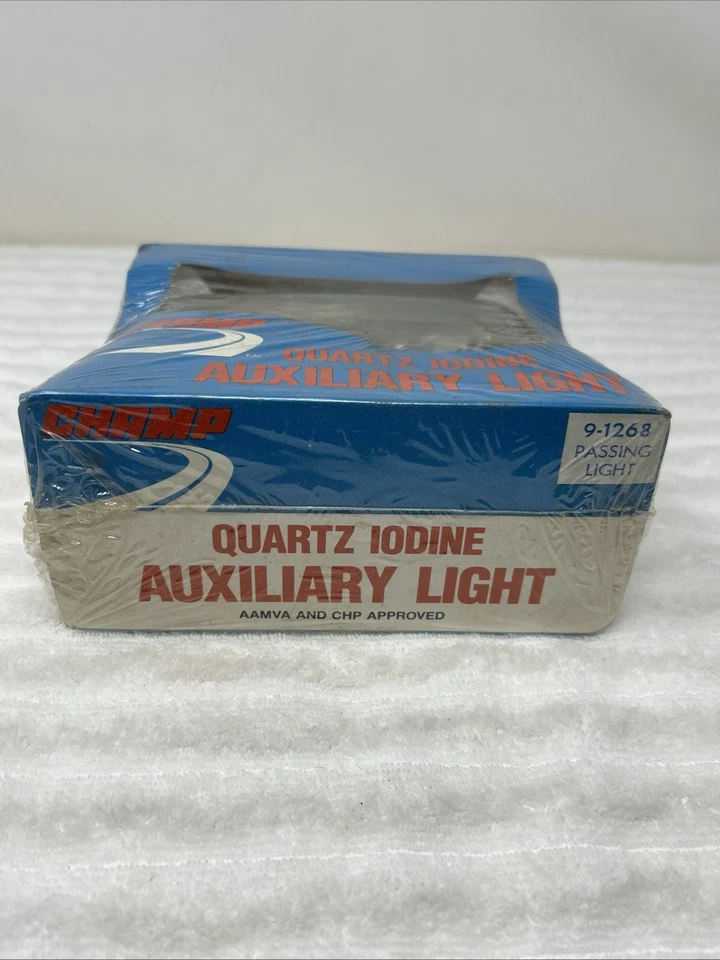 CHAMP
T.M.
QUARTZ IODINE
AUXILIARY LIGHT
CHAMP
9-1268
PASSING
LIGHT
QUARTZ IODINE
AUXILIARY LIGHT
AAMVA AND CHP APPROVED